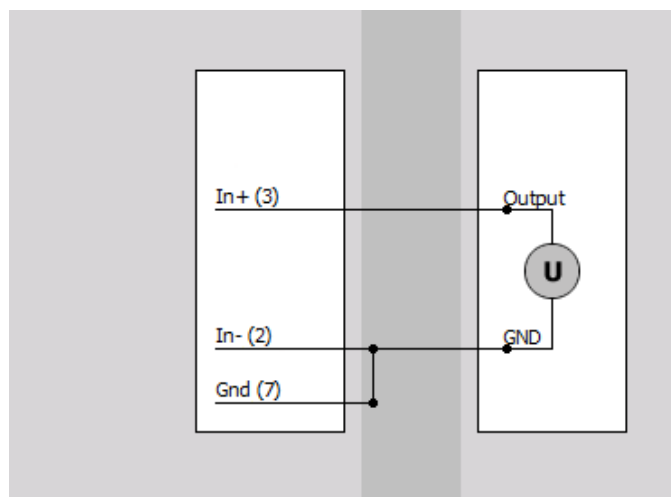 In+ (3)
Output
U
In- (2)
GND
Gnd (7)